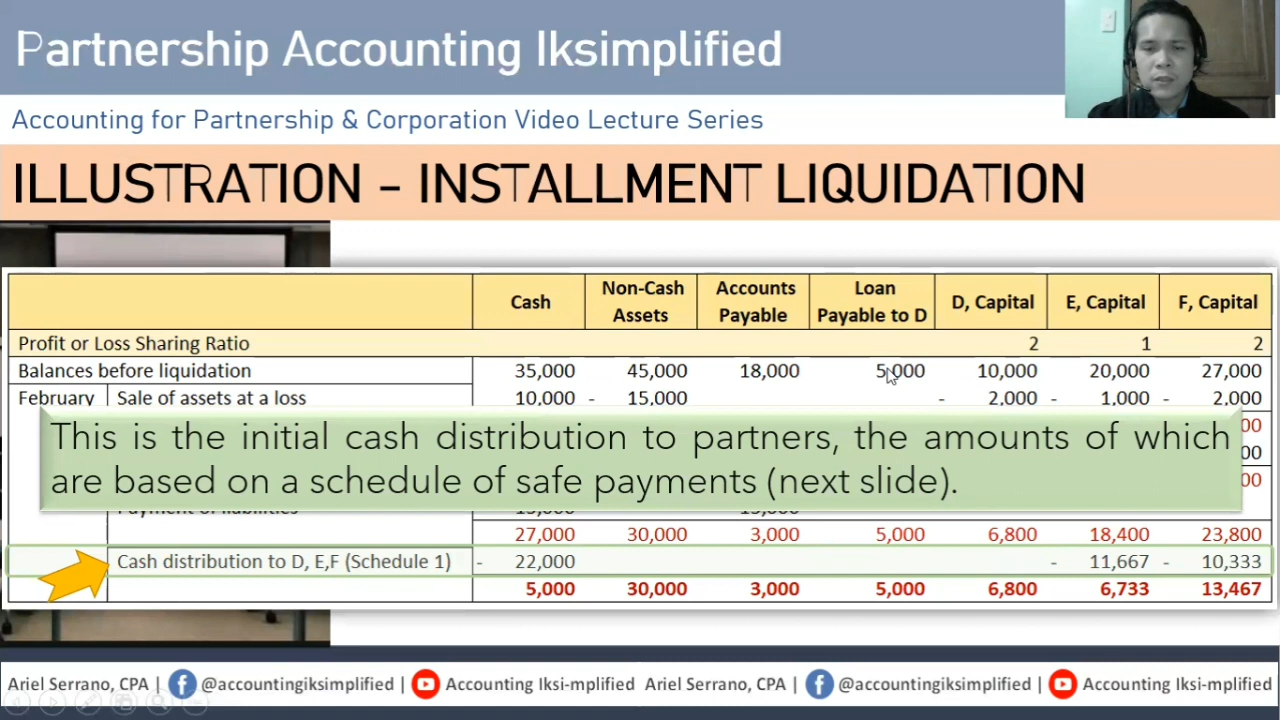 Partnership Accounting Iksimplified
Accounting for Partnership & Corporation Video Lecture Series
ILLUSTRATION – INSTALLMENT LIQUIDATION
Cash Non-Cash Assets Accounts Payable Loan Payable to D D, Capital E, Capital F, Capital
Profit or Loss Sharing Ratio 2 1 2
Balances before liquidation 35,000 45,000 18,000 5,000 10,000 20,000 27,000
February Sale of assets at a loss 10,000 - 15,000 - 2,000 - 1,000 - 2,000
This is the initial cash distribution to partners, the amounts of which
are based on a schedule of safe payments (next slide).
27,000 30,000 3,000 5,000 6,800 18,400 23,800
Cash distribution to D, E,F (Schedule 1) - 22,000 - 11,667 - 10,333
5,000 30,000 3,000 5,000 6,800 6,733 13,467
Ariel Serrano, CPA | @accountingiksimplified | Accounting Iksi-mplified Ariel Serrano, CPA | @accountingiksimplified | Accounting Iksi-mplified